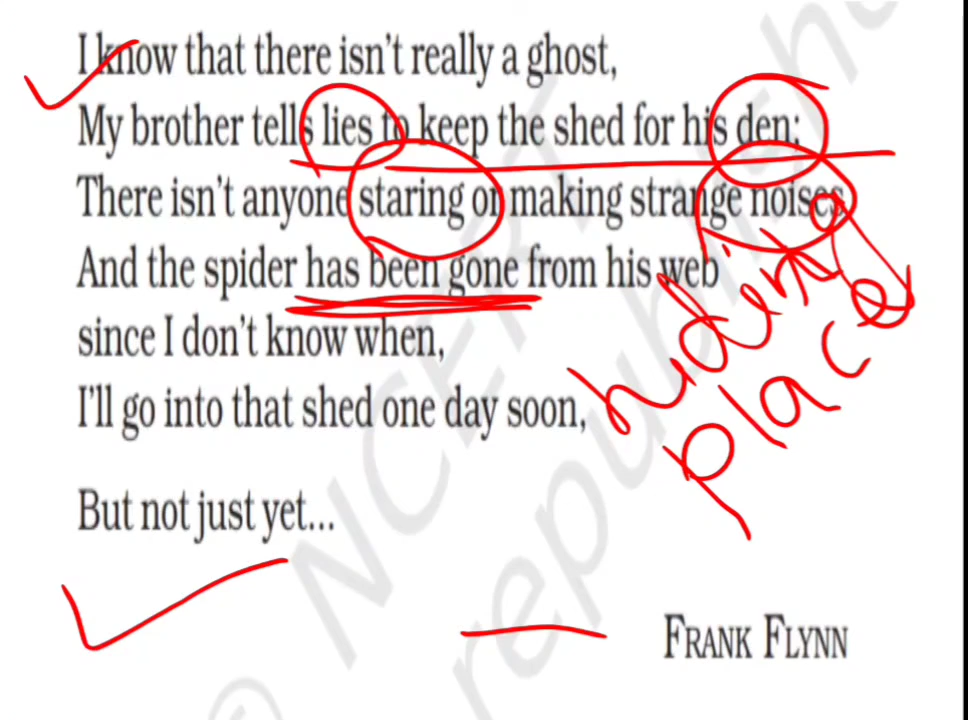 I know that there isn't really a ghost,
My brother tells lies to keep the shed for his den;
There isn't anyone staring or making strange noises
And the spider has been gone from his web
since I don't know when,
I'll go into that shed one day soon,
hiding
place
But not just yet...
FRANK FLYNN
© NCERT
republished